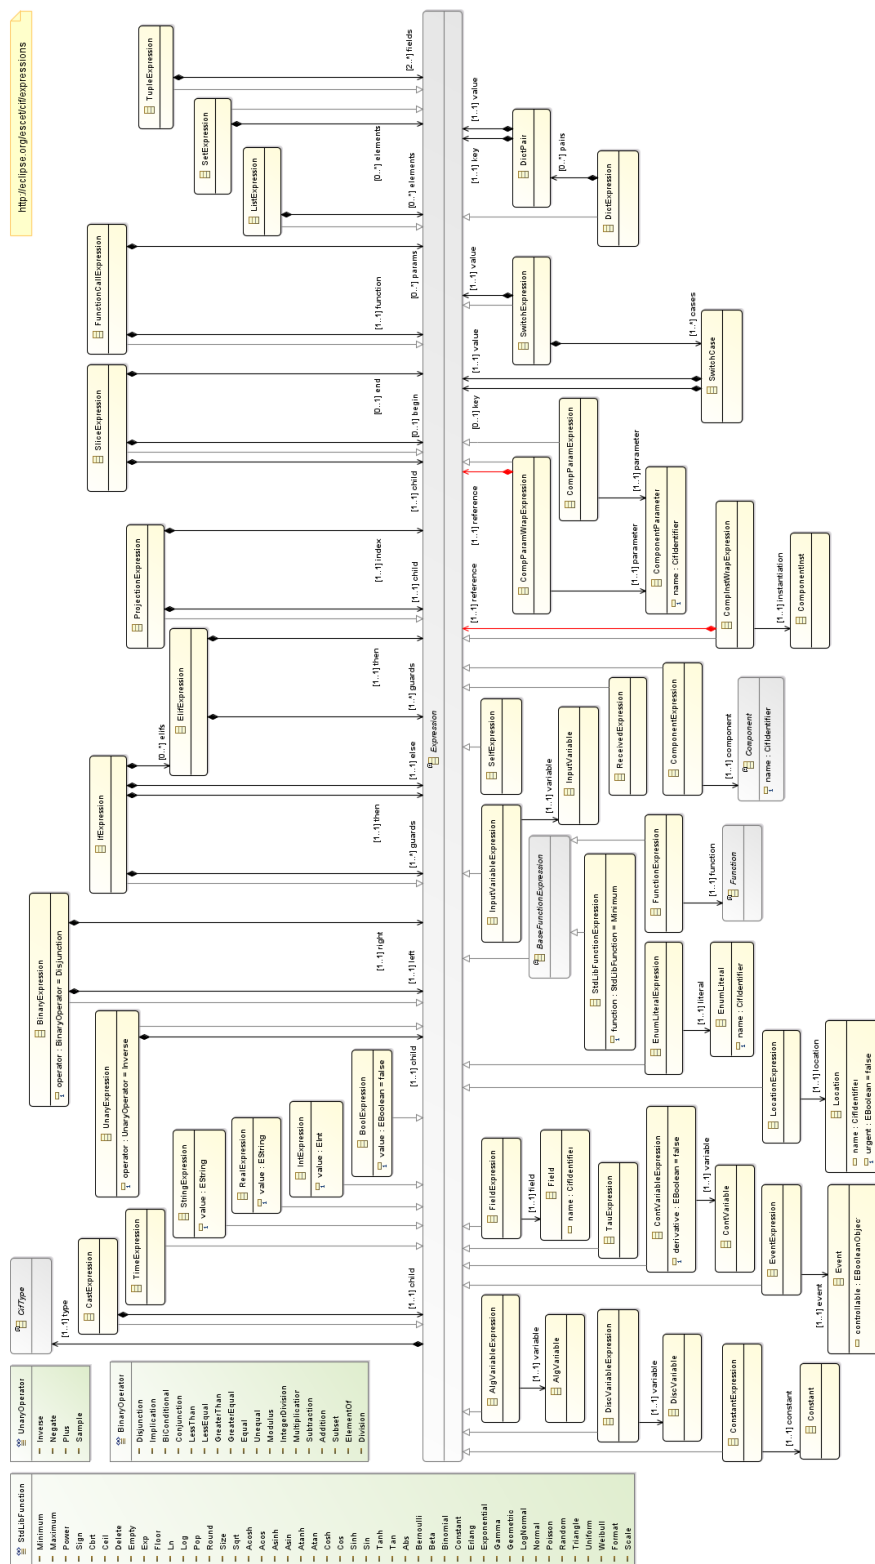 StdLibFunction
Minimum
Maximum
Power
Sign
Cbrt
Ceil
Delete
Empty
Exp
Floor
Ln
Log
Pop
Round
Size
Sqrt
Acosh
Acos
Asinh
Asin
Atanh
Atan
Cosh
Cos
Sinh
Sin
Tanh
Tan
Abs
Bernoulli
Beta
Binomial
Constant
Erlang
Exponential
Gamma
Geometric
LogNormal
Normal
Poisson
Random
Triangle
Uniform
Weibull
Format
Scale
UnaryOperator
Inverse
Negate
Plus
Sample
BinaryOperator
Disjunction
Implication
BiConditional
Conjunction
LessThan
LessEqual
GreaterThan
GreaterEqual
Equal
Unequal
Modulus
IntegerDivision
Multiplication
Subtraction
Addition
Subset
ElementOf
Division
CifType
[1..1] type
CastExpression
[1..1] child
TimeExpression
StringExpression
value : EString
RealExpression
value : EString
IntExpression
value : EInt
BoolExpression
value : EBoolean = false
UnaryExpression
operator : UnaryOperator = Inverse
[1..1] child
BinaryExpression
operator : BinaryOperator = Disjunction
[1..1] left
[1..1] right
IfExpression
[1..*] guards
[1..1] then
[1..1] else
[0..*] elifs
ElifExpression
[1..*] guards
[1..1] then
ProjectionExpression
[1..1] child
[1..1] index
SliceExpression
[1..1] child
[0..1] begin
[0..1] end
FunctionCallExpression
[1..1] function
[0..*] params
ListExpression
[0..*] elements
SetExpression
[0..*] elements
TupleExpression
[2..*] fields
http://eclipse.org/escet/cif/expressions
Expression
AlgVariableExpression
[1..1] variable
AlgVariable
DiscVariableExpression
[1..1] variable
DiscVariable
ConstantExpression
[1..1] constant
Constant
FieldExpression
[1..1] field
Field
name : CifIdentifier
TauExpression
ContVariableExpression
derivative : EBoolean = false
[1..1] variable
ContVariable
EventExpression
[1..1] event
Event
controllable : EBooleanObject
LocationExpression
[1..1] location
Location
name : CifIdentifier
urgent : EBoolean = false
EnumLiteralExpression
[1..1] literal
EnumLiteral
name : CifIdentifier
BaseFunctionExpression
StdLibFunctionExpression
function : StdLibFunction = Minimum
FunctionExpression
[1..1] function
Function
InputVariableExpression
[1..1] variable
InputVariable
SelfExpression
ReceivedExpression
ComponentExpression
[1..1] component
Component
name : CifIdentifier
CompInstWrapExpression
[1..1] reference
[1..1] instantiation
ComponentInst
CompParamWrapExpression
[1..1] reference
[1..1] parameter
CompParamExpression
[1..1] parameter
ComponentParameter
name : CifIdentifier
SwitchExpression
[1..1] value
[1..*] cases
SwitchCase
[0..1] key
[1..1] value
DictPair
[1..1] key
[1..1] value
[0..*] pairs
DictExpression